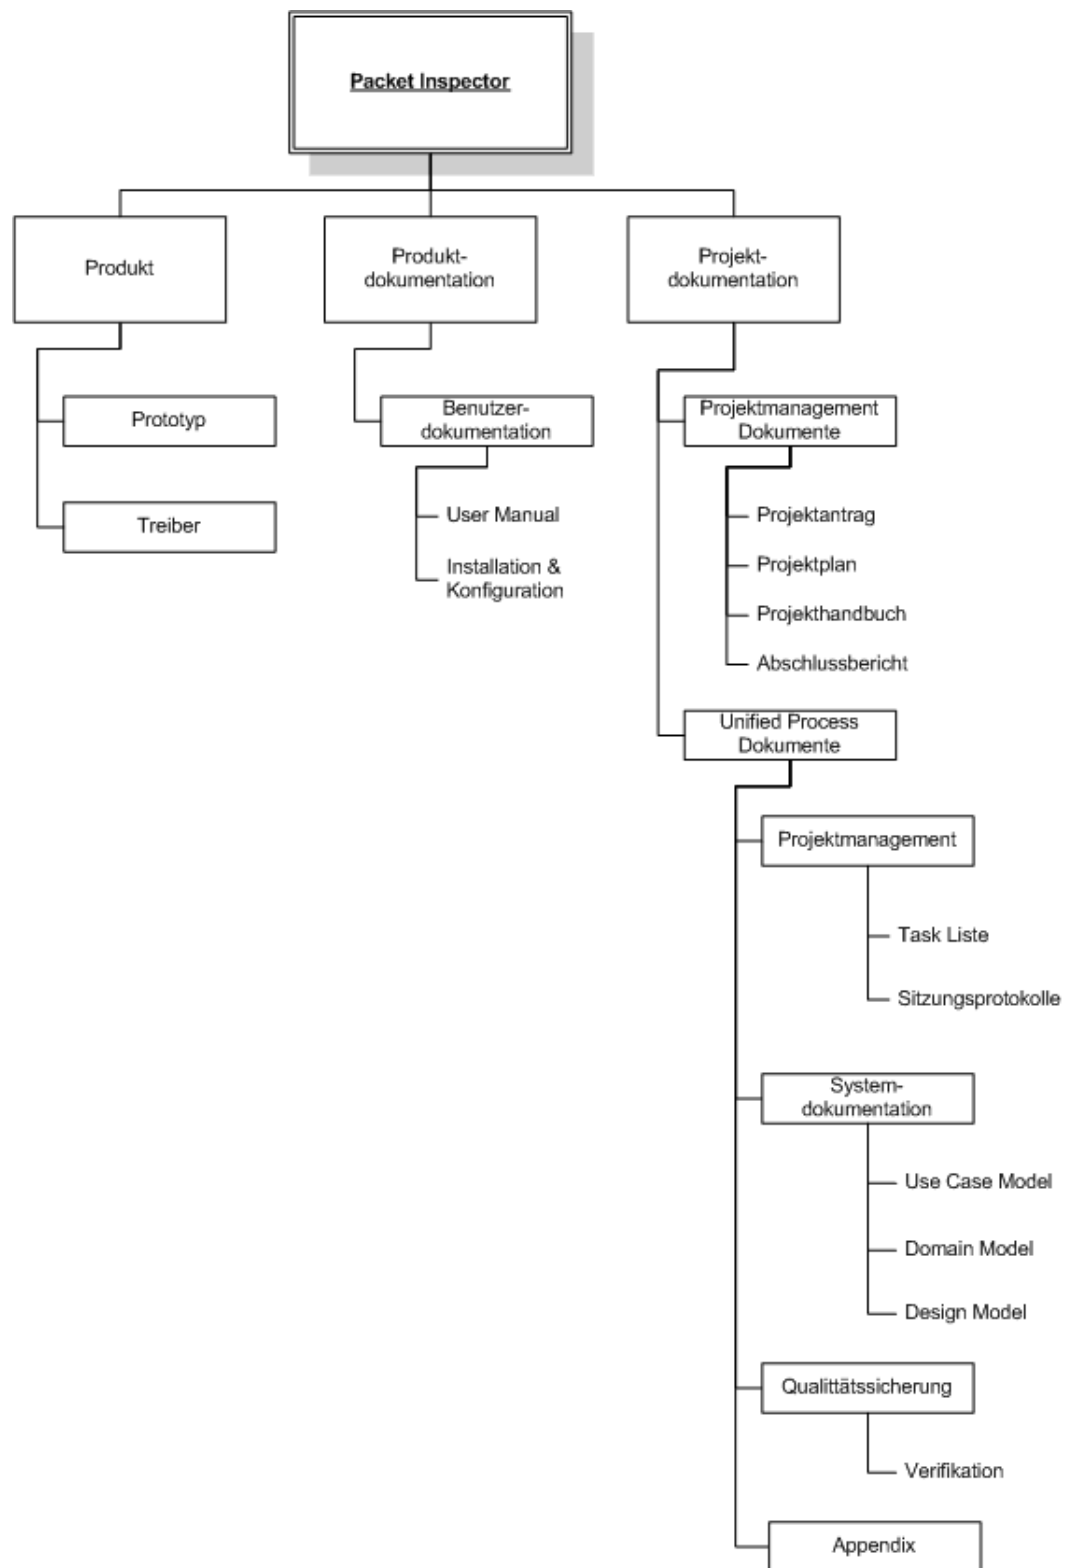 Packet Inspector
Produkt
Produkt-
dokumentation
Projekt-
dokumentation
Prototyp
Treiber
Benutzer-
dokumentation
User Manual
Installation &
Konfiguration
Projektmanagement
Dokumente
Projektantrag
Projektplan
Projekthandbuch
Abschlussbericht
Unified Process
Dokumente
Projektmanagement
Task Liste
Sitzungsprotokolle
System-
dokumentation
Use Case Model
Domain Model
Design Model
Qualittätssicherung
Verifikation
Appendix